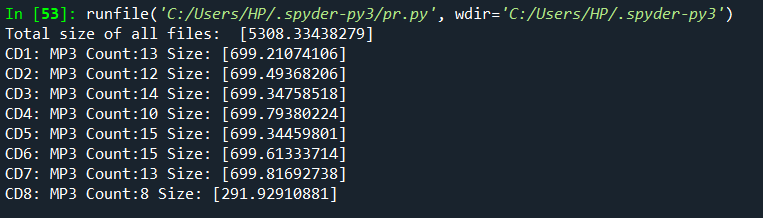 In [53]: runfile('C:/Users/HP/.spyder-py3/pr.py', wdir='C:/Users/HP/.spyder-py3')
Total size of all files:  [5308.33438279]
CD1: MP3 Count:13 Size: [699.21074106]
CD2: MP3 Count:12 Size: [699.49368206]
CD3: MP3 Count:14 Size: [699.34758518]
CD4: MP3 Count:10 Size: [699.79380224]
CD5: MP3 Count:15 Size: [699.34459801]
CD6: MP3 Count:15 Size: [699.61333714]
CD7: MP3 Count:13 Size: [699.81692738]
CD8: MP3 Count:8 Size: [291.92910881]